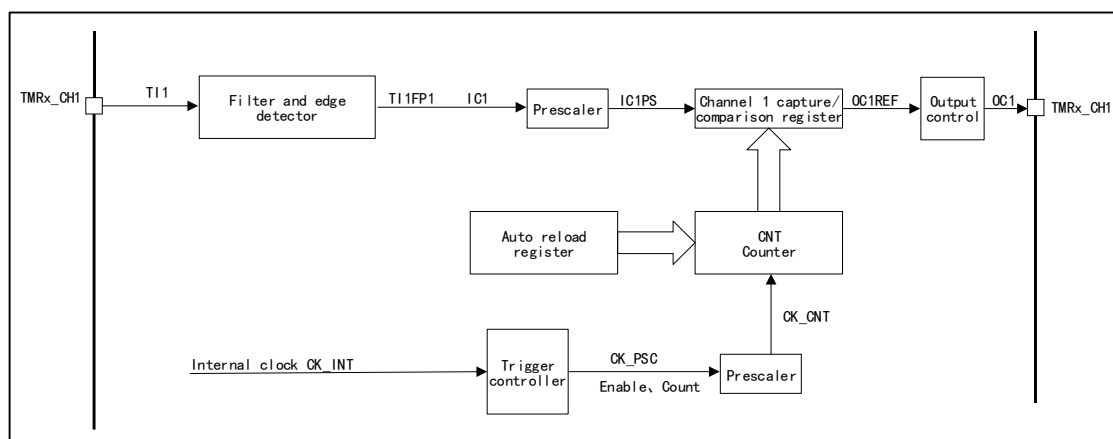 TMRx_CH1
TI1
Filter and edge
detector
TI1FP1
IC1
Prescaler
IC1PS
Channel 1 capture/
comparison register
OC1REF
Output
control
OC1
TMRx_CH1
Auto reload
register
CNT
Counter
CK_CNT
Internal clock CK_INT
Trigger
controller
CK_PSC
Enable、Count
Prescaler